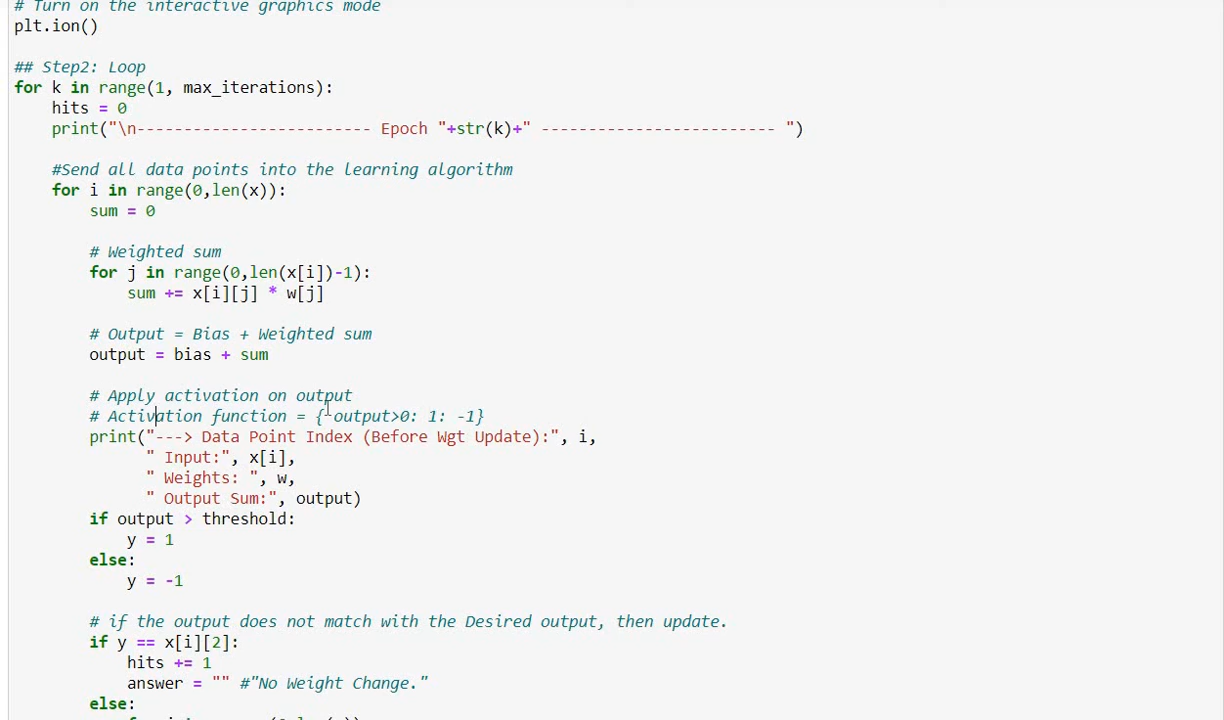 # Turn on the interactive graphics mode
plt.ion()
## Step2: Loop
for k in range(1, max_iterations):
    hits = 0
    print("\n------------------------- Epoch "+str(k)+" ------------------------- ")
    #Send all data points into the learning algorithm
    for i in range(0,len(x)):
        sum = 0
        # Weighted sum
        for j in range(0,len(x[i])-1):
            sum += x[i][j] * w[j]
        # Output = Bias + Weighted sum
        output = bias + sum
        # Apply activation on output
        # Activation function = { output>0: 1: -1}
        print("---> Data Point Index (Before Wgt Update):", i,
              " Input:", x[i],
              " Weights: ", w,
              " Output Sum:", output)
        if output > threshold:
            y = 1
        else:
            y = -1
        # if the output does not match with the Desired output, then update.
        if y == x[i][2]:
            hits += 1
            answer = "" #"No Weight Change."
        else: